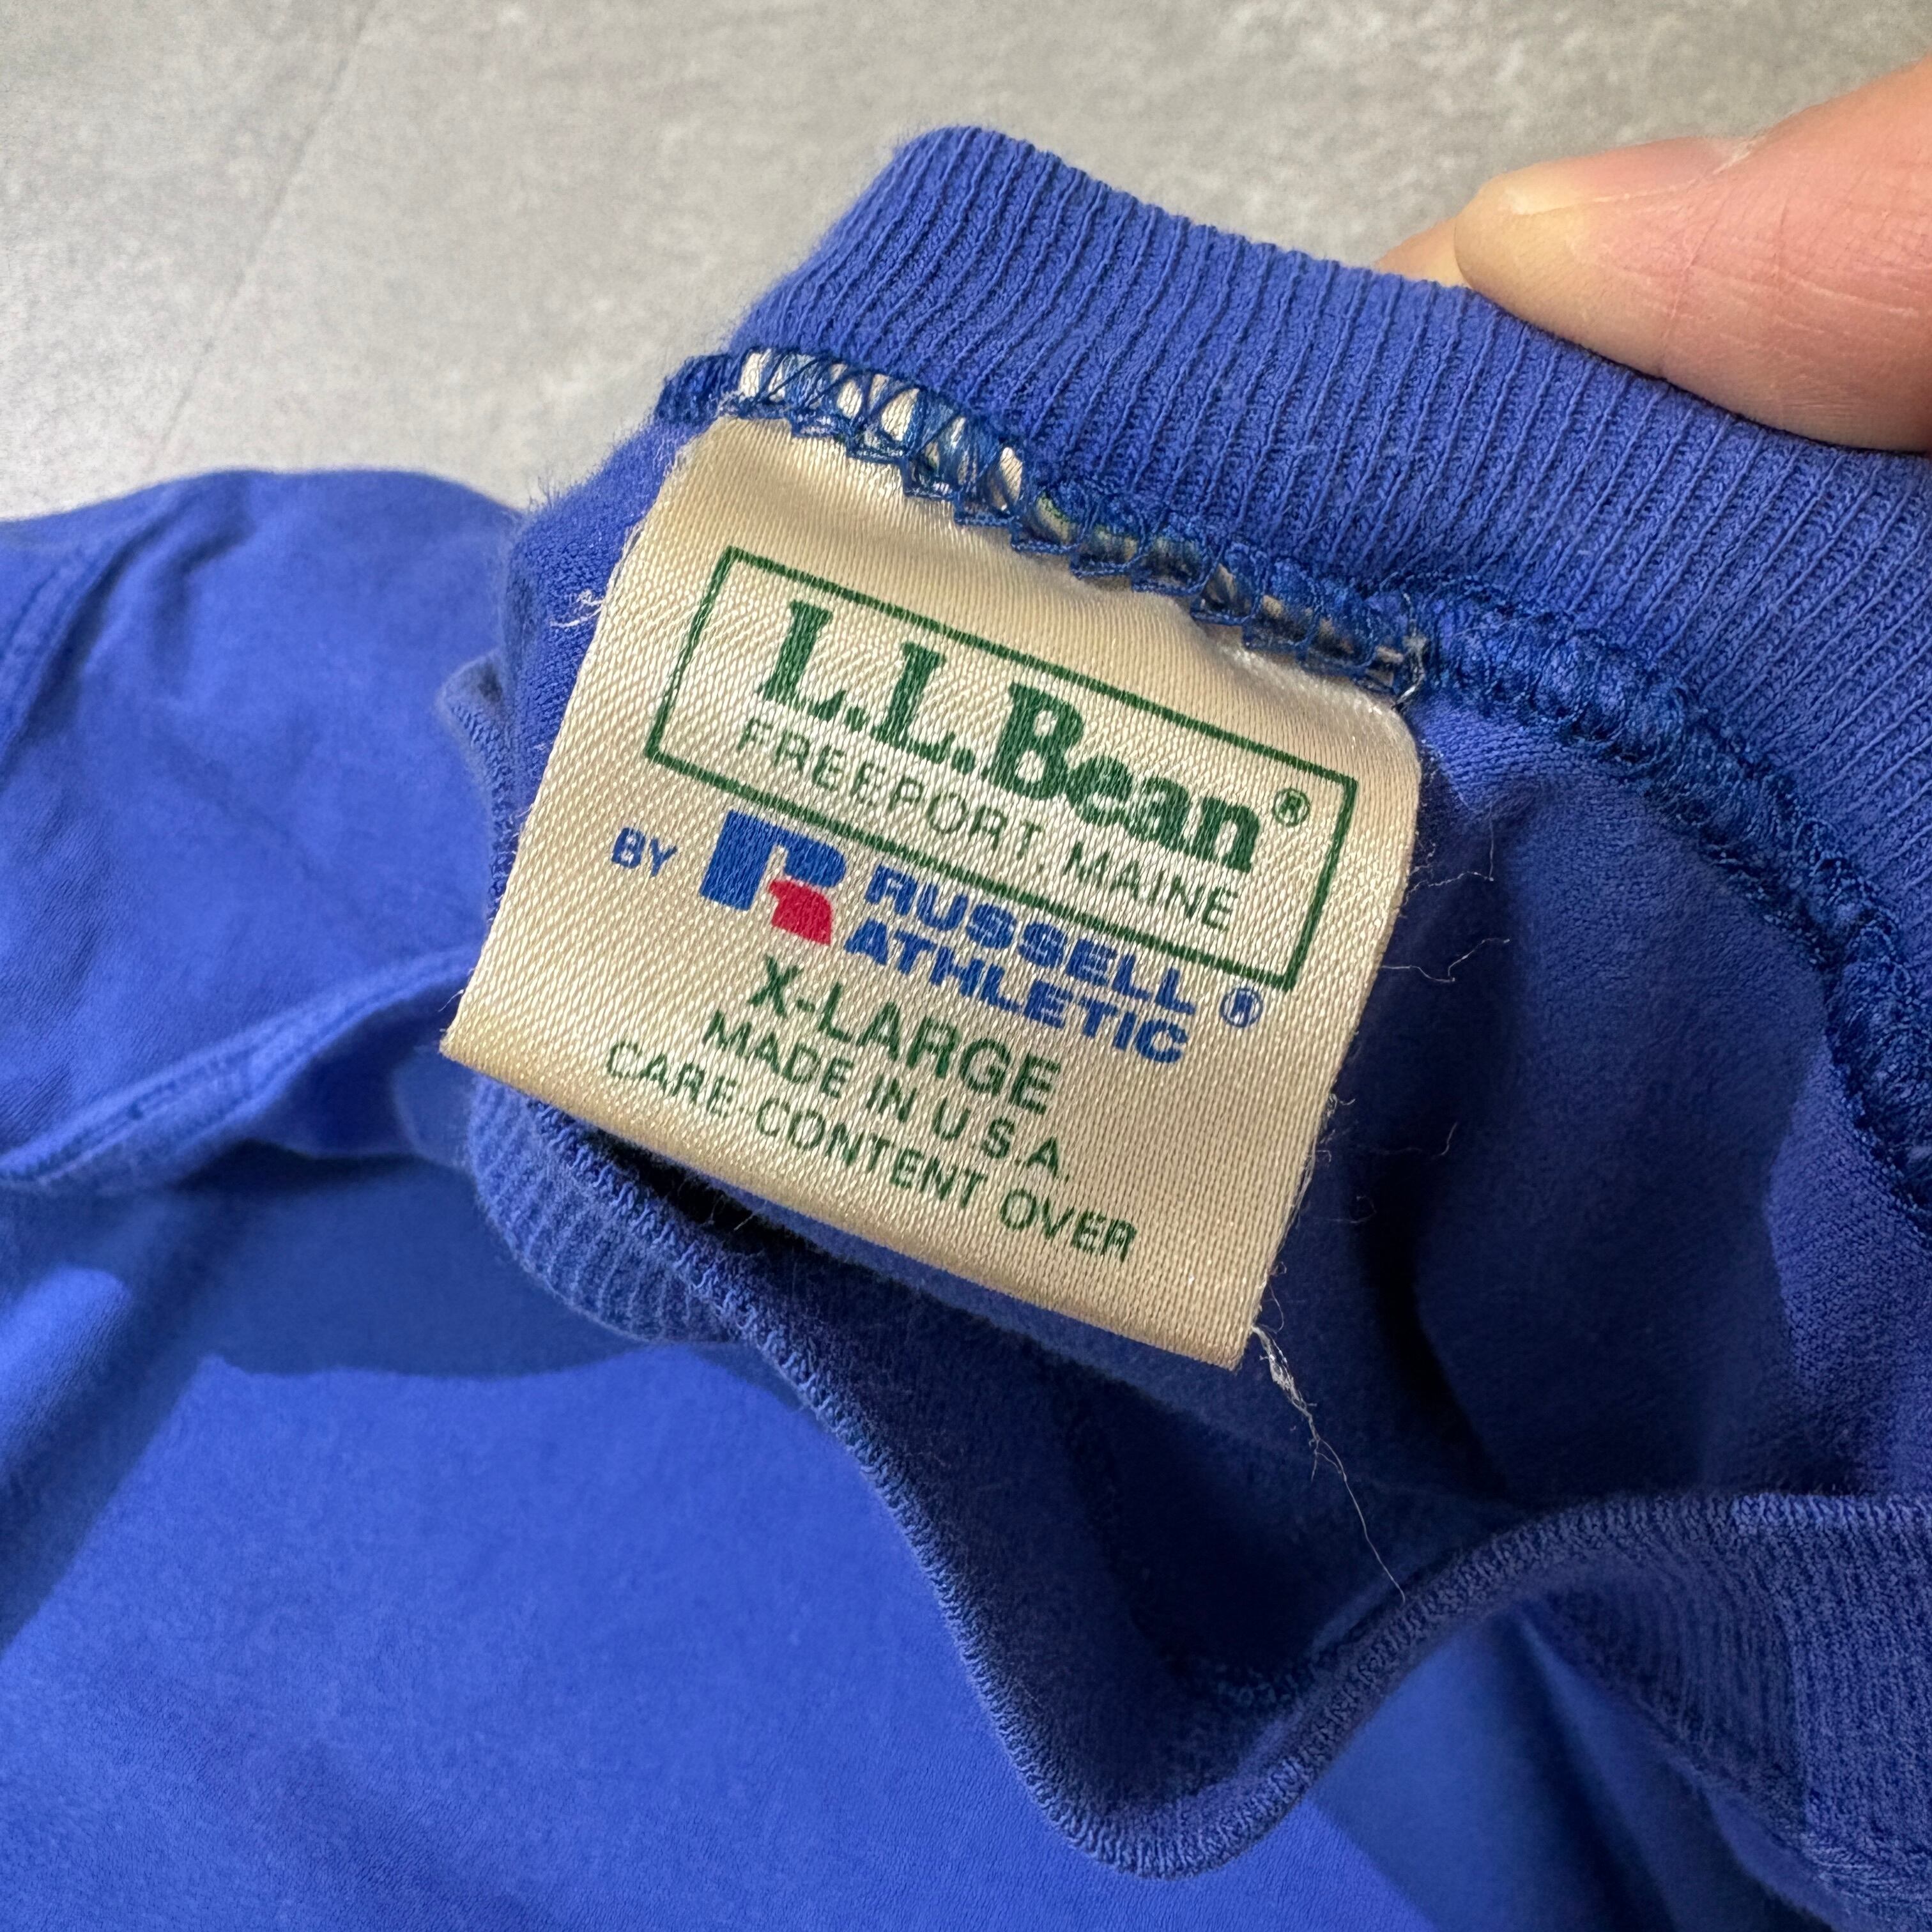 L.L.Bean®
FREEPORT, MAINE
BY RUSSELL
ATHLETIC®
X-LARGE
MADE IN U.S.A.
CARE-CONTENT OVER